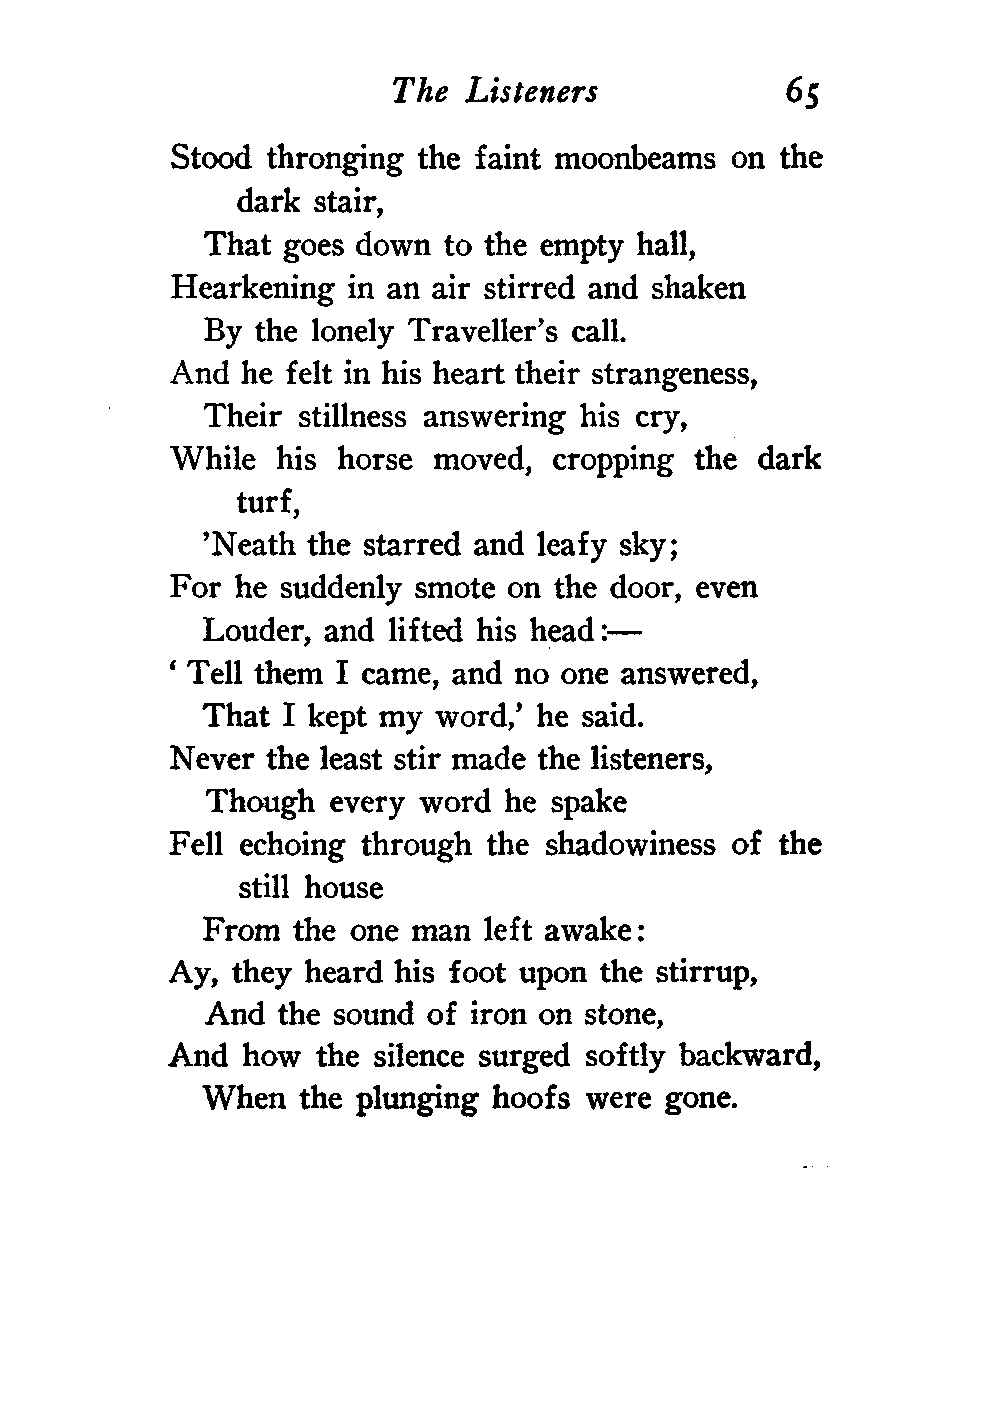 The Listeners 65
Stood thronging the faint moonbeams on the
dark stair,
That goes down to the empty hall,
Hearkening in an air stirred and shaken
By the lonely Traveller's call.
And he felt in his heart their strangeness,
Their stillness answering his cry,
While his horse moved, cropping the dark
turf,
'Neath the starred and leafy sky;
For he suddenly smote on the door, even
Louder, and lifted his head:—
‘ Tell them I came, and no one answered,
That I kept my word,’ he said.
Never the least stir made the listeners,
Though every word he spake
Fell echoing through the shadowiness of the
still house
From the one man left awake:
Ay, they heard his foot upon the stirrup,
And the sound of iron on stone,
And how the silence surged softly backward,
When the plunging hoofs were gone.